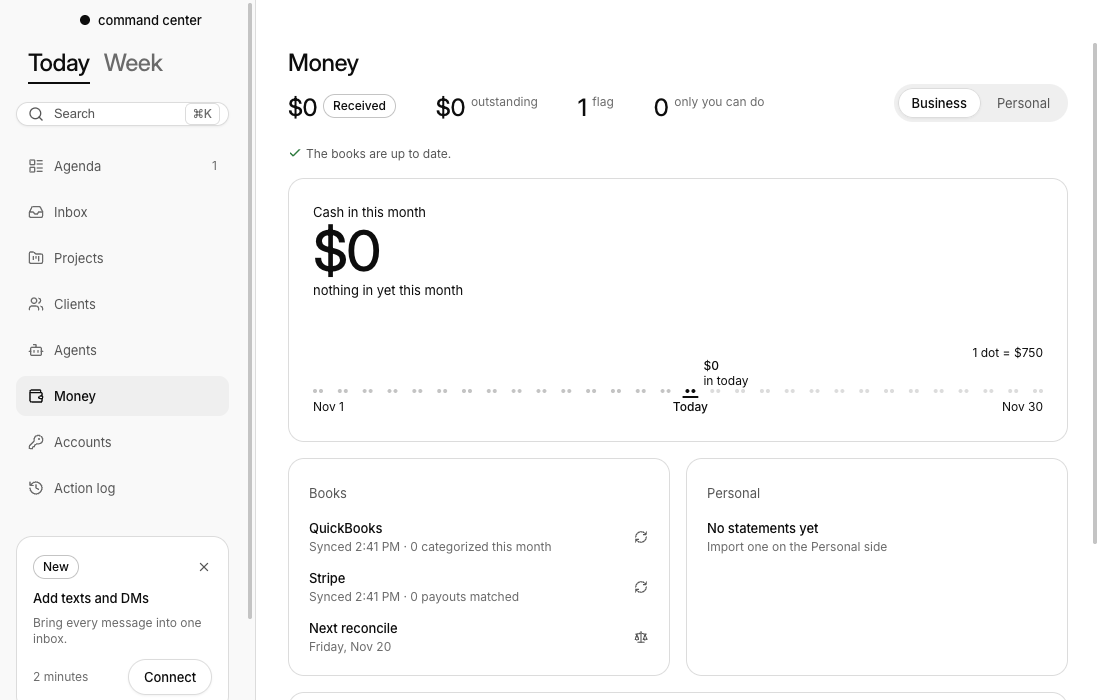 command center
Today Week
Search ⌘K
Agenda 1
Inbox
Projects
Clients
Agents
Money
Accounts
Action log
New
Add texts and DMs
Bring every message into one
inbox.
2 minutes Connect
Money
$0 Received $0 outstanding 1 flag 0 only you can do
Business Personal
The books are up to date.
Cash in this month
$0
nothing in yet this month
1 dot = $750
$0
in today
Nov 1 Today Nov 30
Books
QuickBooks
Synced 2:41 PM · 0 categorized this month
Stripe
Synced 2:41 PM · 0 payouts matched
Next reconcile
Friday, Nov 20
Personal
No statements yet
Import one on the Personal side